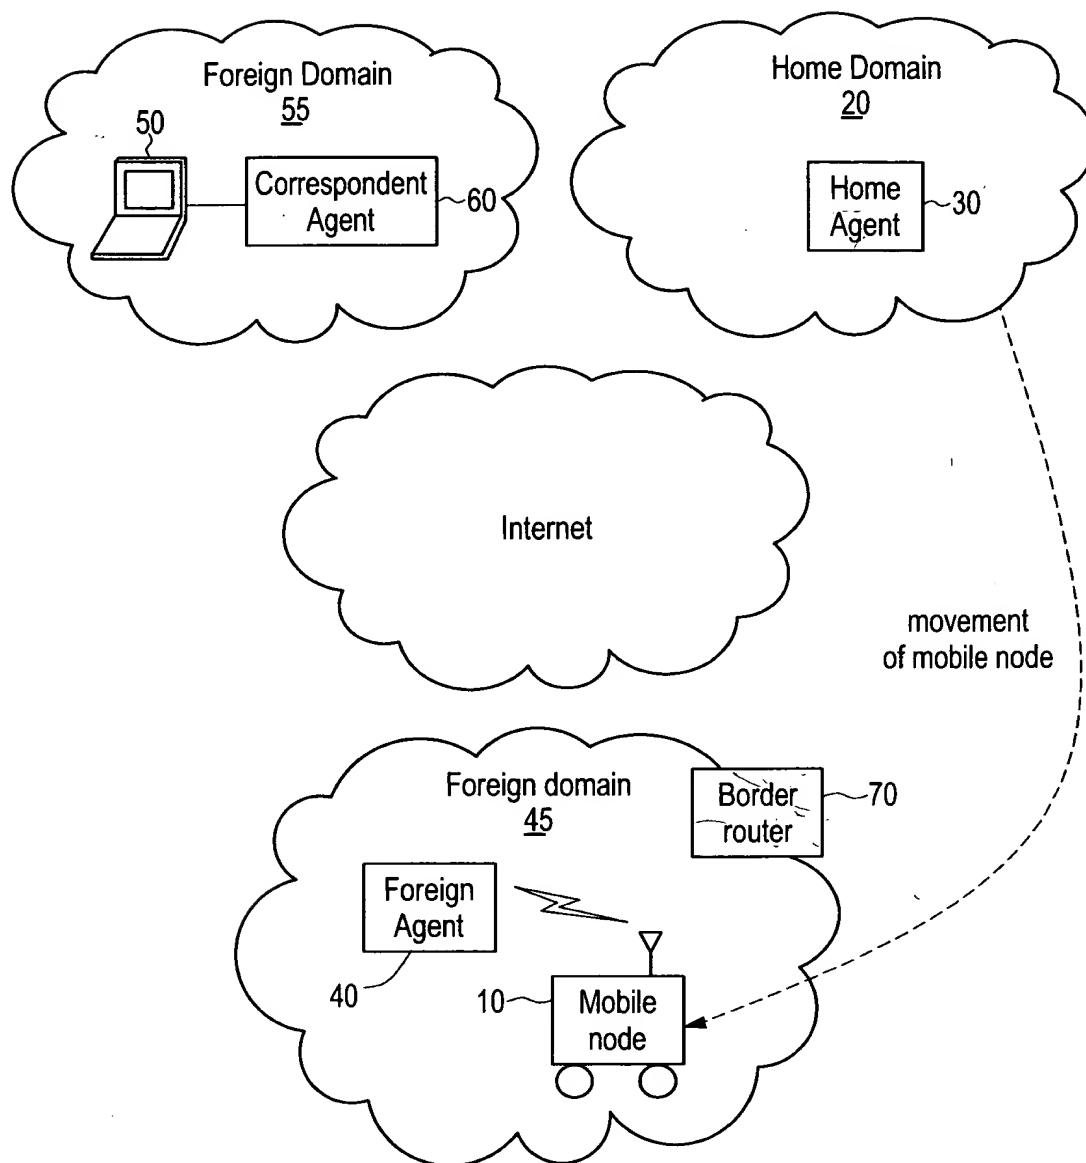 Foreign Domain
55
50
Correspondent
Agent
60
Home Domain
20
Home
Agent
30
Internet
movement
of mobile node
Foreign domain
45
Border
router
70
Foreign
Agent
40
10
Mobile
node